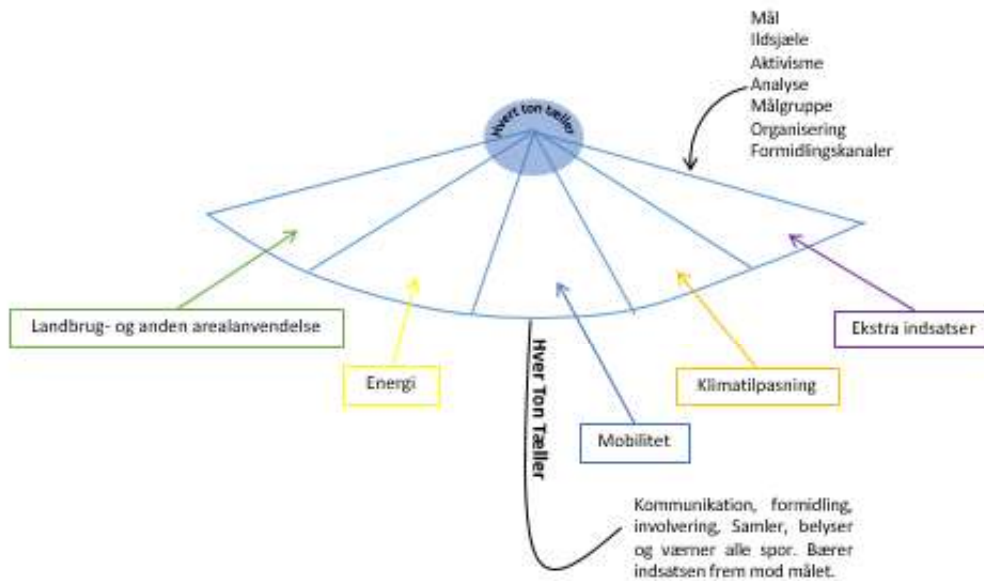 Mål
Ildsjæle
Aktivisme
Analyse
Målgruppe
Organisering
Formidlingskanaler
Hvert ton tæller
Landbrug- og anden arealanvendelse
Ekstra indsatser
Energi
Klimatilpasning
Mobilitet
Hver Ton Tæller
Kommunikation, formidling,
involvering. Samler, belyser
og værner alle spor. Bærer
indsatsen frem mod målet.